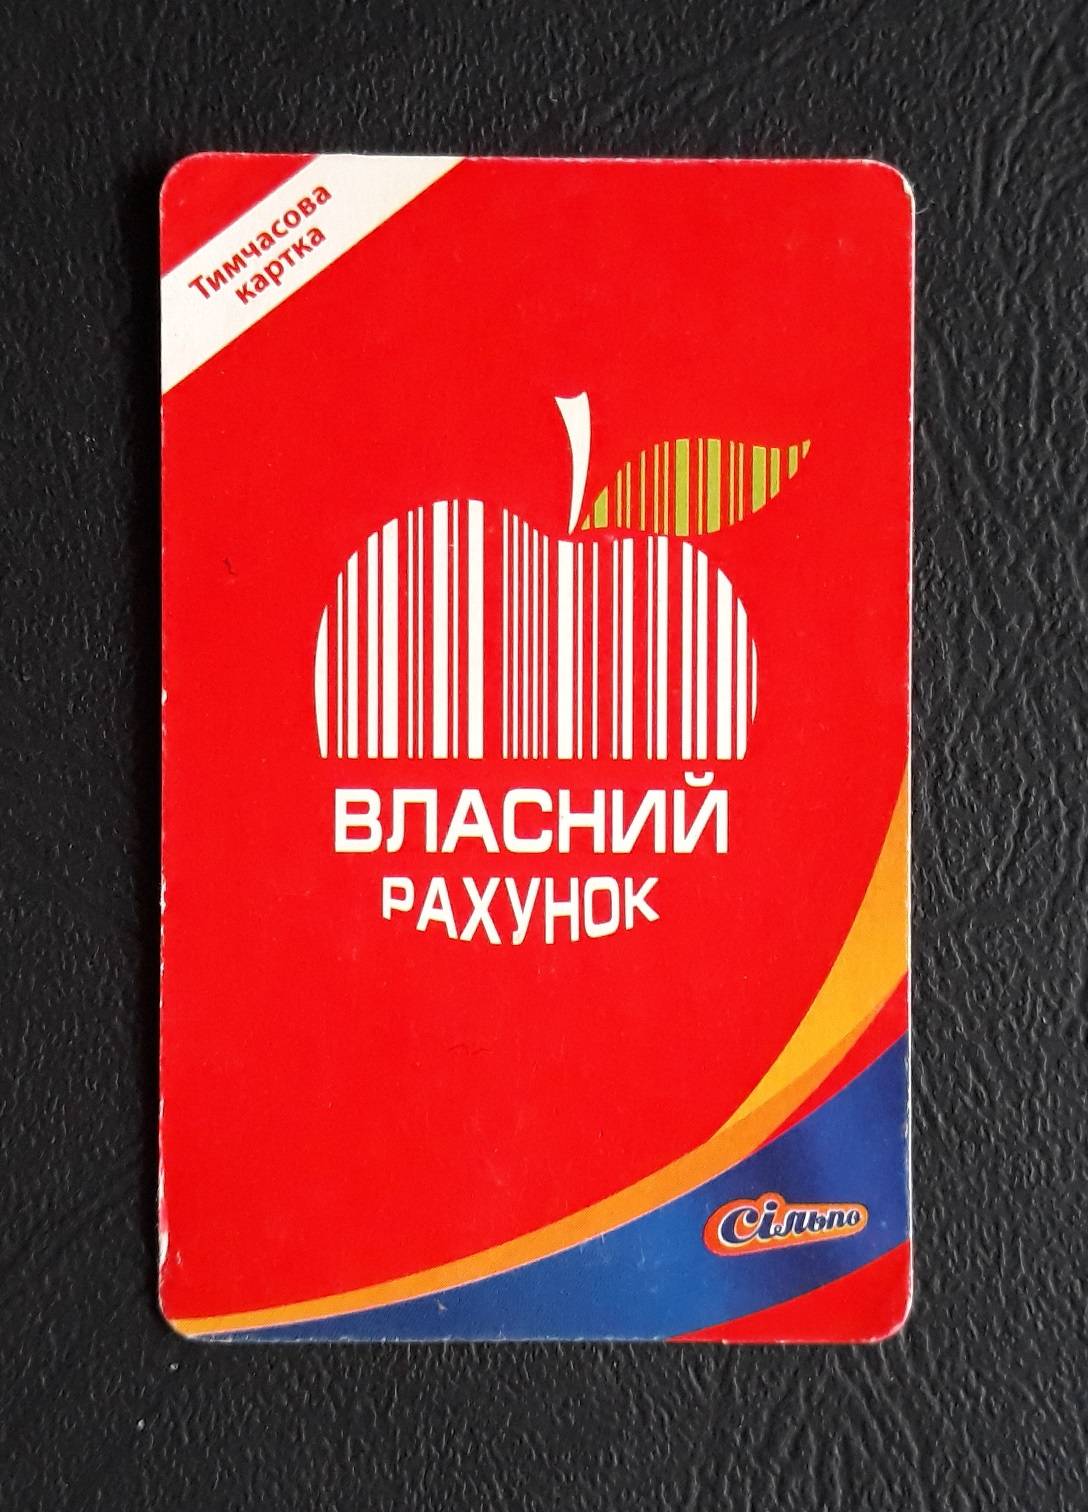 Тимчасова
картка
ВЛАСНИЙ
РАХУНОК
Сільпо